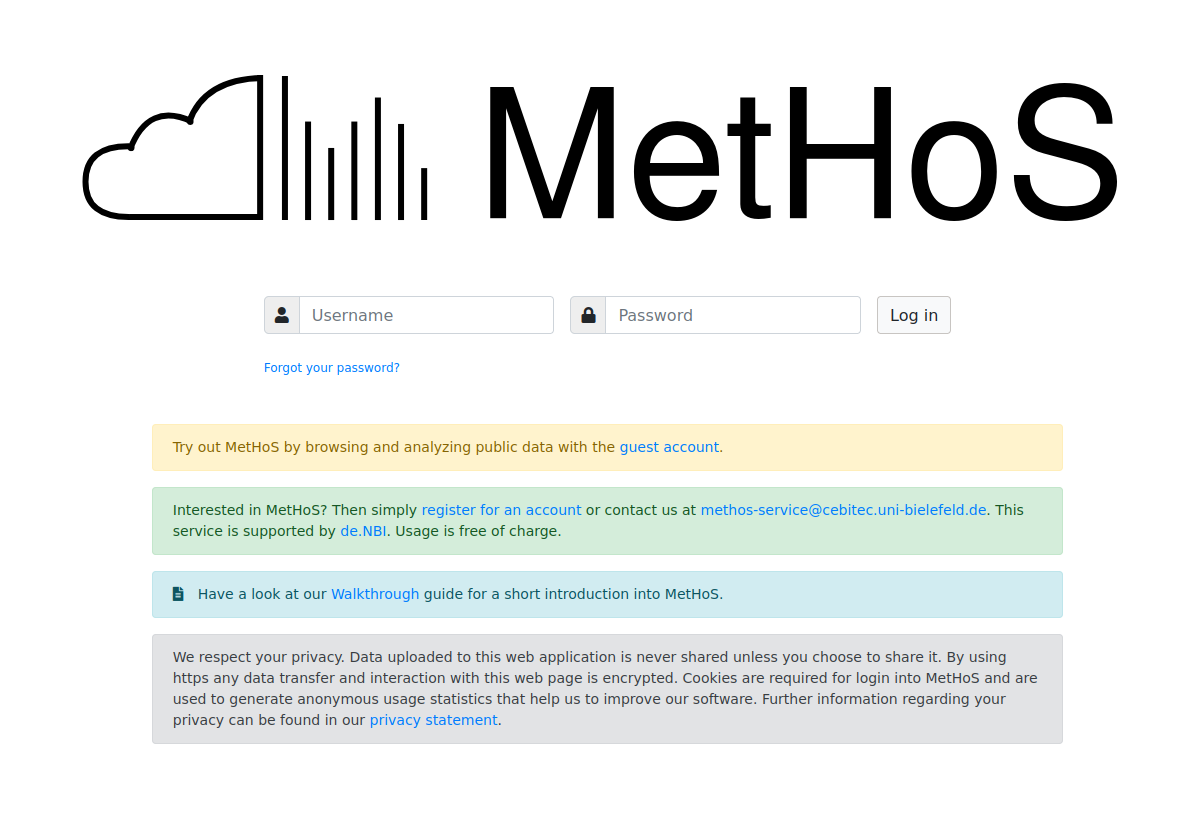 MetHoS
Username
Password
Log in
Forgot your password?
Try out MetHoS by browsing and analyzing public data with the guest account.
Interested in MetHoS? Then simply register for an account or contact us at methos-service@cebitec.uni-bielefeld.de. This
service is supported by de.NBI. Usage is free of charge.
Have a look at our Walkthrough guide for a short introduction into MetHoS.
We respect your privacy. Data uploaded to this web application is never shared unless you choose to share it. By using
https any data transfer and interaction with this web page is encrypted. Cookies are required for login into MetHoS and are
used to generate anonymous usage statistics that help us to improve our software. Further information regarding your
privacy can be found in our privacy statement.